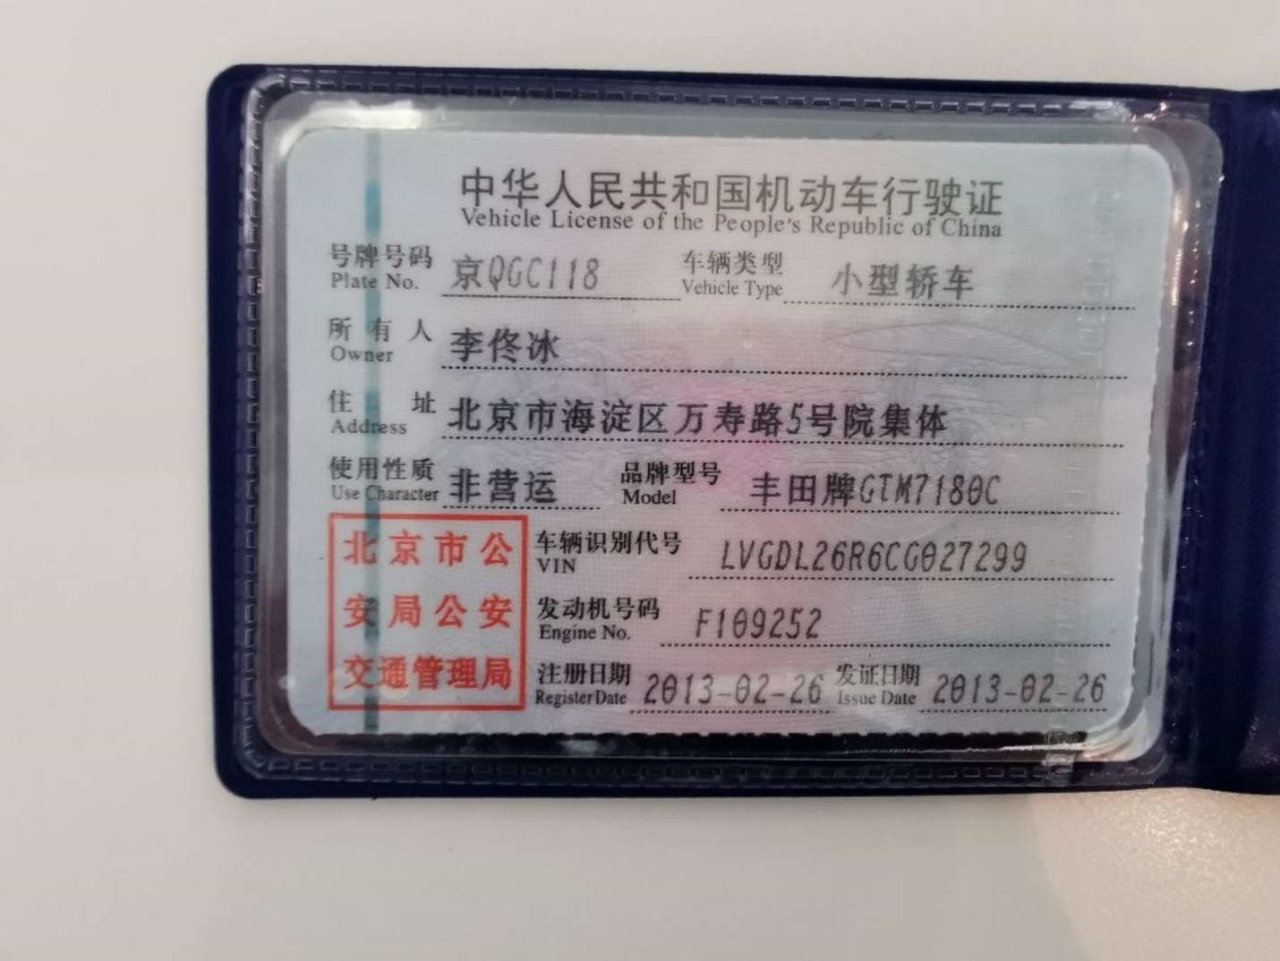 中华人民共和国机动车行驶证
Vehicle License of the People's Republic of China
号牌号码 京QGC118 车辆类型 小型轿车
Plate No. Vehicle Type
所有人 李佟冰
Owner
住址 北京市海淀区万寿路5号院集体
Address
使用性质 非营运 品牌型号 丰田牌GTM7180C
Use Character Model
北京市公
安局公安
交通管理局
车辆识别代号 LVGDL26R6CG027299
VIN
发动机号码 F109252
Engine No.
注册日期 2013-02-26 发证日期 2013-02-26
Register Date Issue Date